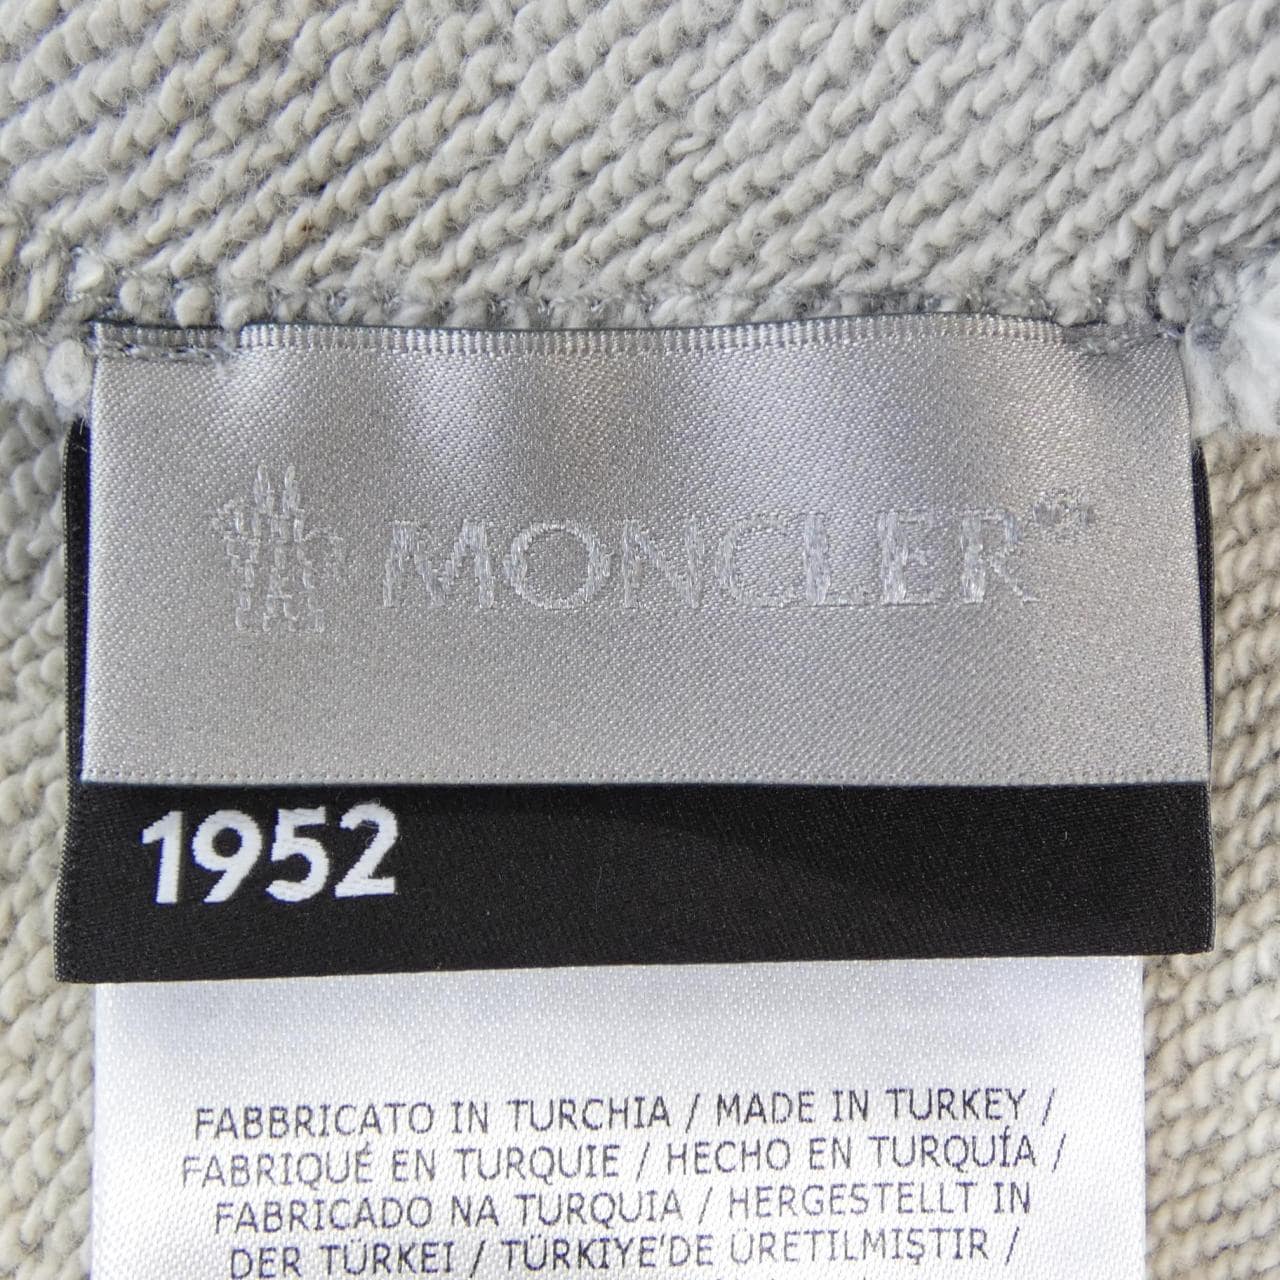 MONCLER
1952
FABBRICATO IN TURCHIA / MADE IN TURKEY /
FABRIQUÉ EN TURQUIE / HECHO EN TURQUÍA /
FABRICADO NA TURQUIA / HERGESTELLT IN
DER TÜRKEI / TÜRKIYE'DE ÜRETILMIŞTIR /